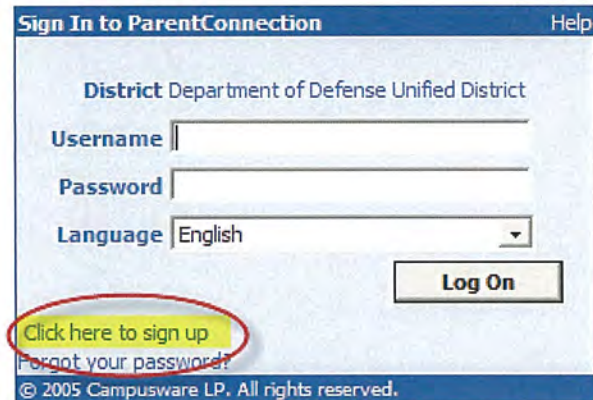 Sign In to ParentConnection Help
District Department of Defense Unified District
Username
Password
Language English
Log On
Click here to sign up
Forgot your password?
© 2005 Campusware LP. All rights reserved.